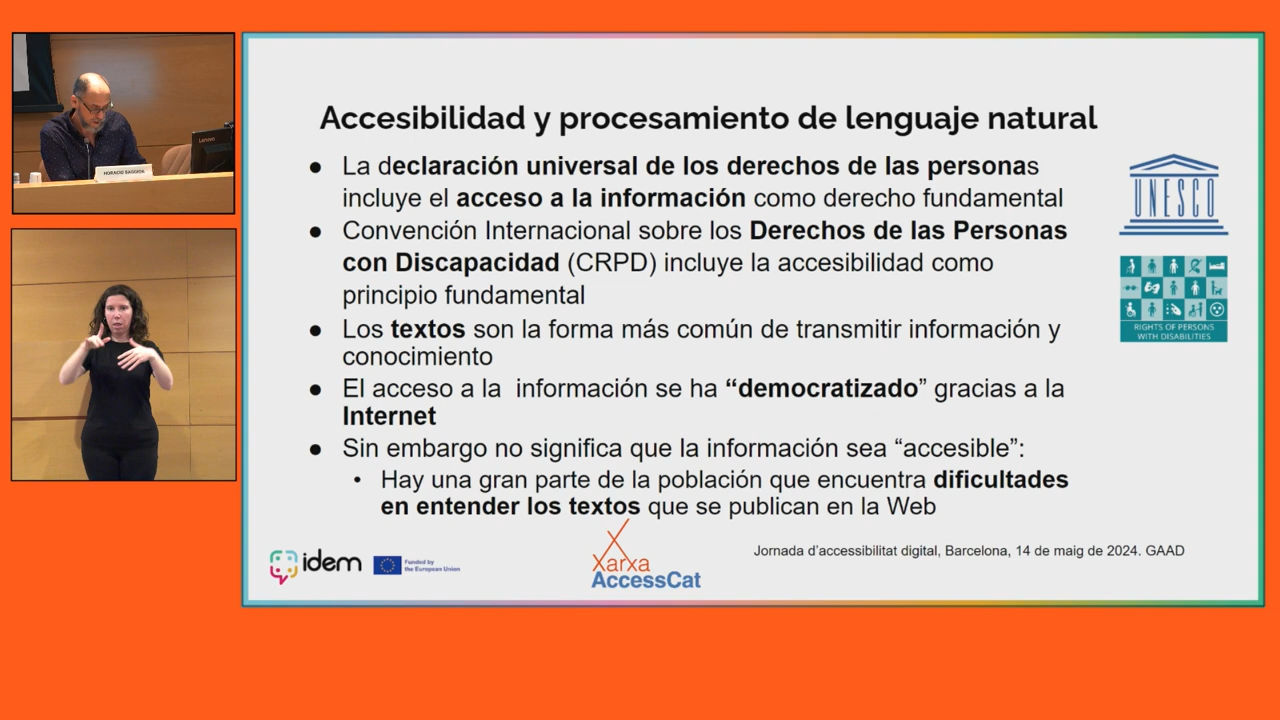 Lenovo
HORACIO SAGGION
Accesibilidad y procesamiento de lenguaje natural
● La declaración universal de los derechos de las personas
incluye el acceso a la información como derecho fundamental
● Convención Internacional sobre los Derechos de las Personas
con Discapacidad (CRPD) incluye la accesibilidad como
principio fundamental
● Los textos son la forma más común de transmitir información y
conocimiento
● El acceso a la información se ha “democratizado” gracias a la
Internet
● Sin embargo no significa que la información sea “accesible”:
• Hay una gran parte de la población que encuentra dificultades
en entender los textos que se publican en la Web
UNESCO
RIGHTS OF PERSONS
WITH DISABILITIES
idem
Funded by
the European Union
Xarxa
AccessCat
Jornada d’accessibilitat digital, Barcelona, 14 de maig de 2024. GAAD